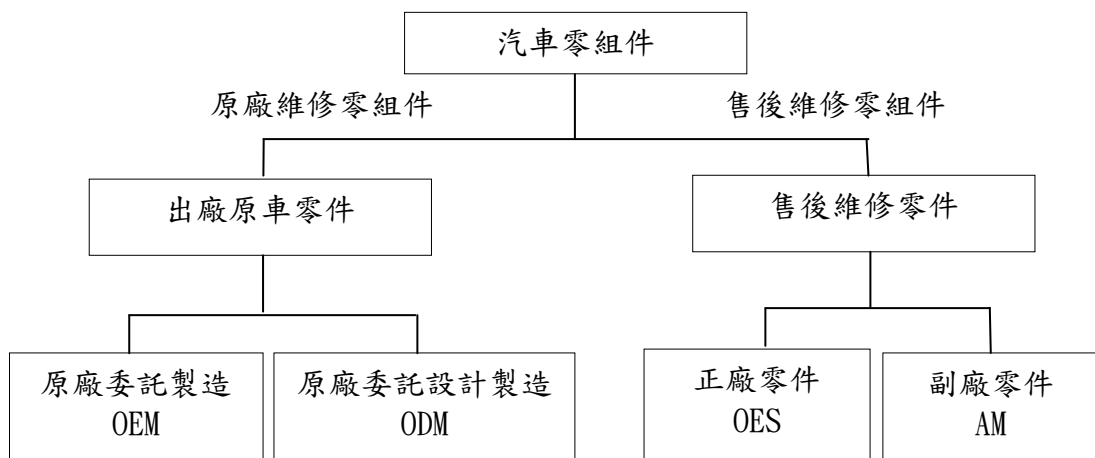 汽車零組件
原廠維修零組件
售後維修零組件
出廠原車零件
售後維修零件
原廠委託製造
OEM
原廠委託設計製造
ODM
正廠零件
OES
副廠零件
AM